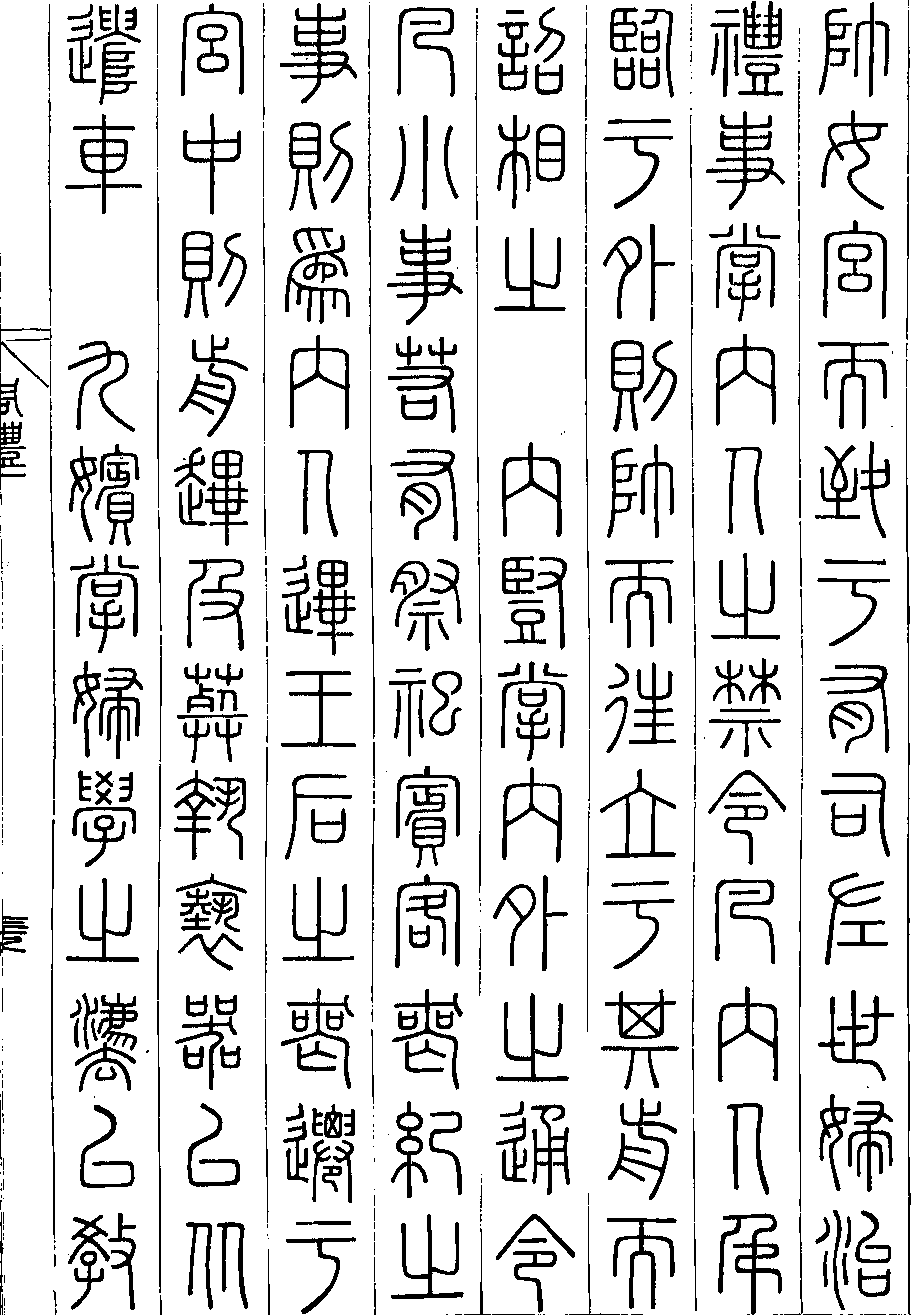 帥女宮而致于有司左世婦治
禮事掌內人之禁令凡內人弔
臨于外則帥而往立于其歬而
詔相之　內豎掌內外之通令
凡小事若有祭祀賓客喪紀之
事則爲內人蹕王后之喪遷于
宮中則歬蹕及葬執褻器以从
遣車　九嬪掌婦學之灋以教
周禮